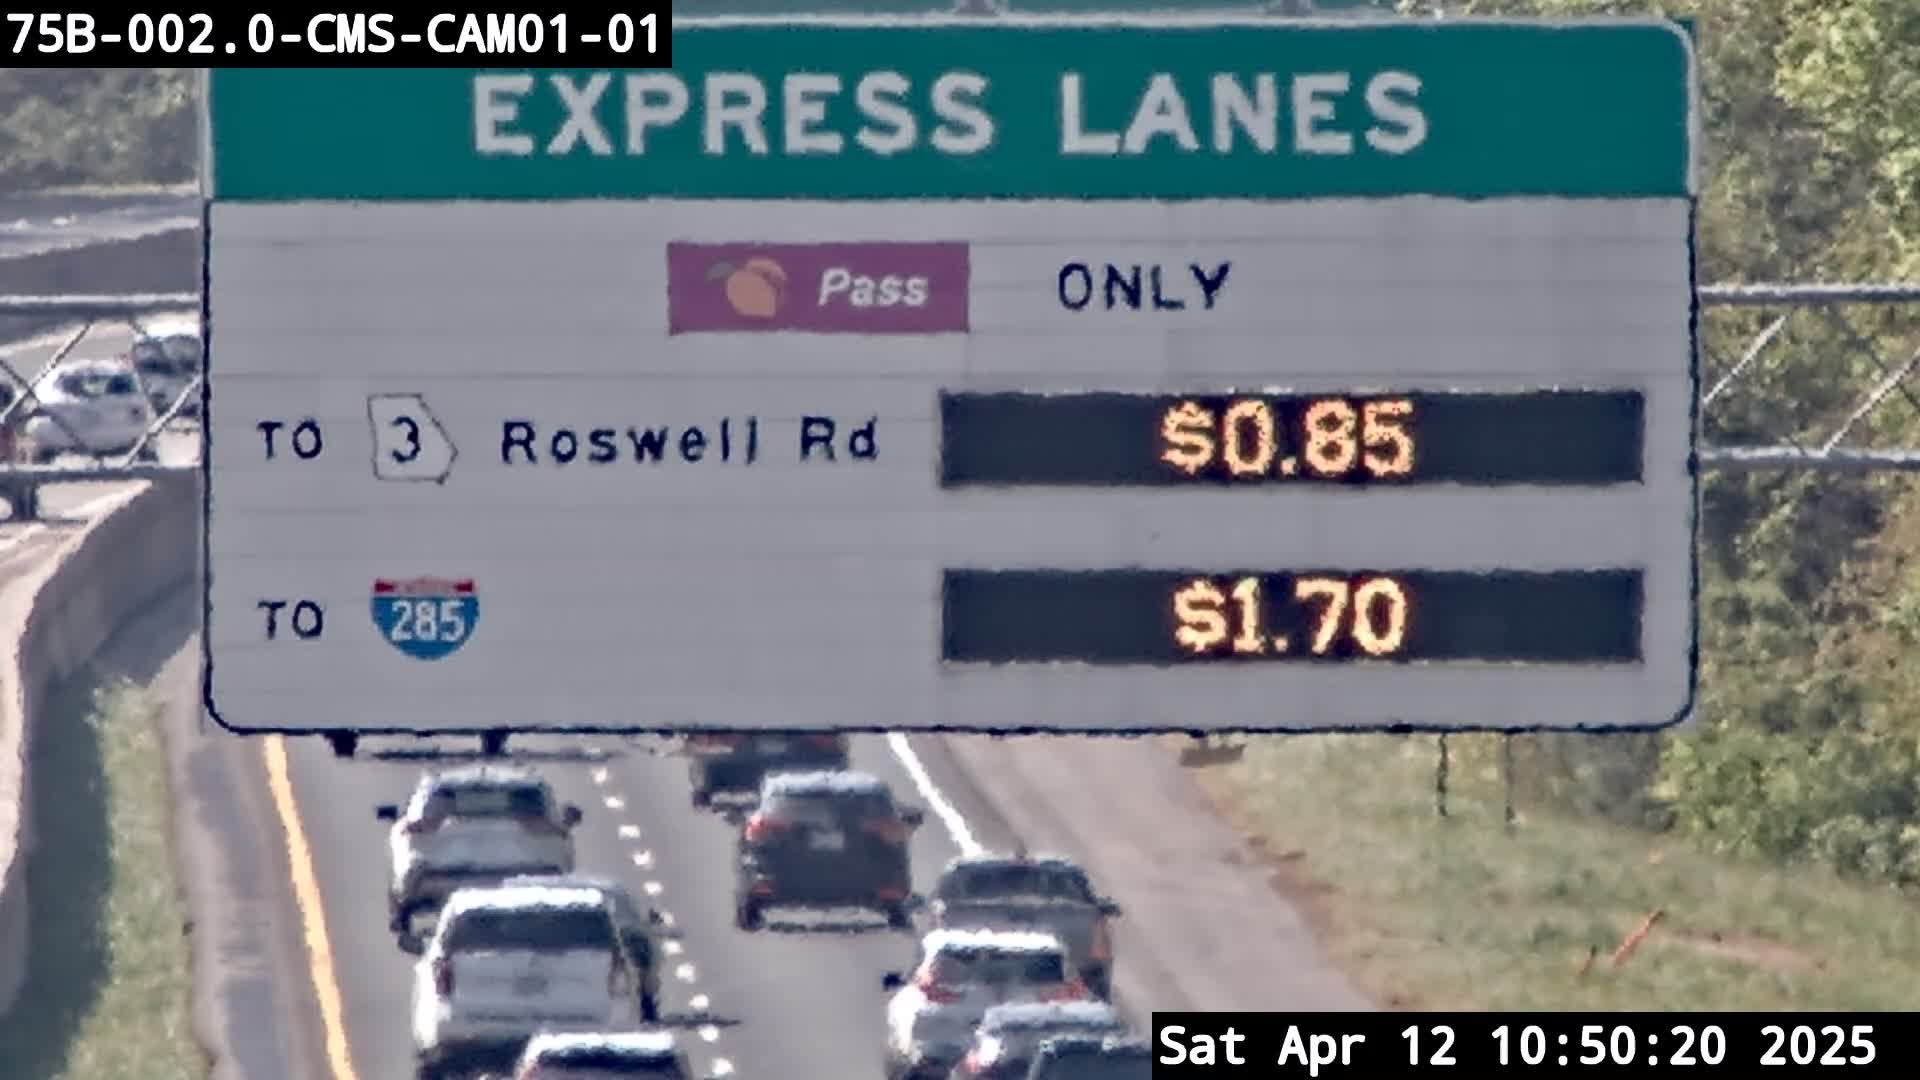 75B-002.0-CMS-CAM01-01
EXPRESS LANES
Pass ONLY
TO 3 Roswell Rd $0.85
TO 285 $1.70
Sat Apr 12 10:50:20 2025